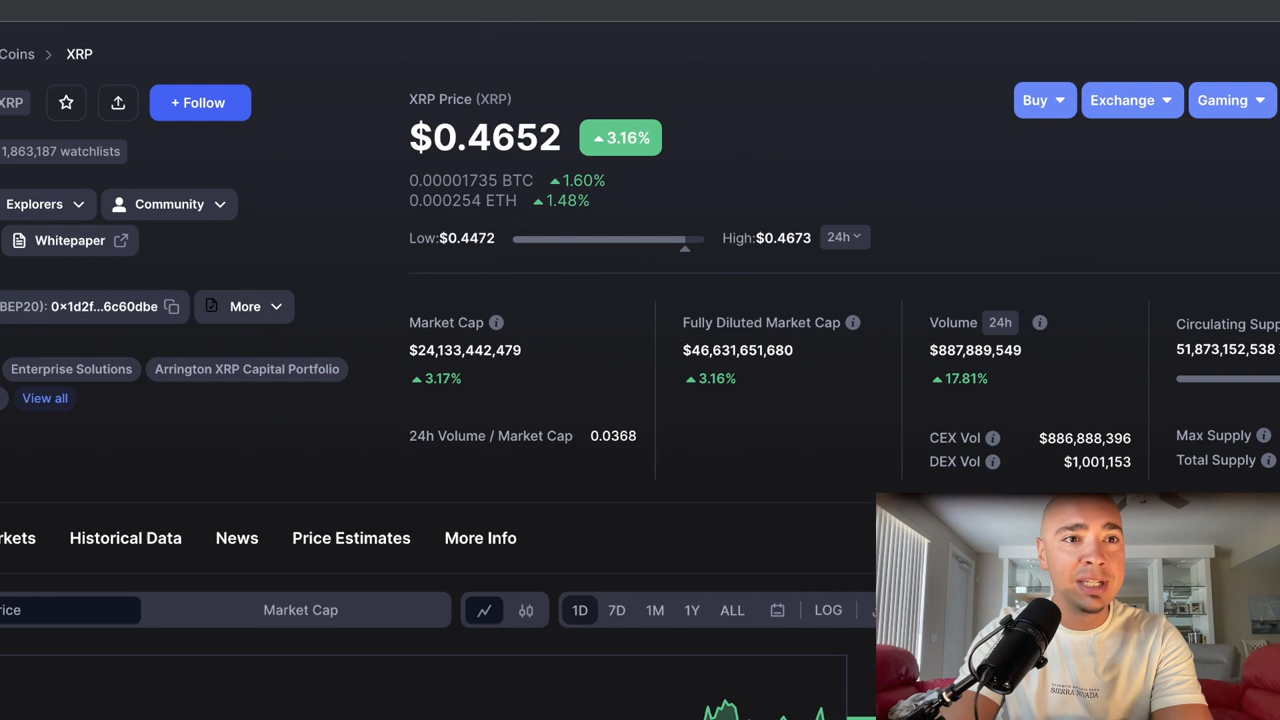 Coins > XRP
XRP
+ Follow
1,863,187 watchlists
Explorers
Community
Whitepaper
BEP20): 0x1d2f...6c60dbe
More
Enterprise Solutions
Arrington XRP Capital Portfolio
View all
XRP Price (XRP)
$0.4652
3.16%
0.00001735 BTC 1.60%
0.000254 ETH 1.48%
Low:$0.4472
High:$0.4673
24h
Buy
Exchange
Gaming
Market Cap
$24,133,442,479
3.17%
24h Volume / Market Cap 0.0368
Fully Diluted Market Cap
$46,631,651,680
3.16%
Volume 24h
$887,889,549
17.81%
CEX Vol $886,888,396
DEX Vol $1,001,153
Circulating Supp
51,873,152,538
Max Supply
Total Supply
rkets
Historical Data
News
Price Estimates
More Info
rice
Market Cap
1D
7D
1M
1Y
ALL
LOG
SIERRA NEVADA